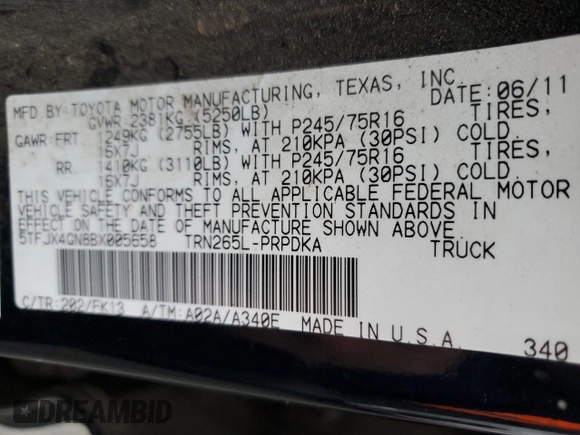 MFD BY: TOYOTA MOTOR MANUFACTURING, TEXAS, INC.
GVWR: 2381KG (5250LB) DATE: 06/11
GAWR: FRT. 1249KG (2755LB) WITH P245/75R16 TIRES,
16X7J RIMS, AT 210KPA (30PSI) COLD.
RR. 1410KG (3110LB) WITH P245/75R16 TIRES,
16X7J RIMS, AT 210KPA (30PSI) COLD.
THIS VEHICLE CONFORMS TO ALL APPLICABLE FEDERAL MOTOR
VEHICLE SAFETY AND THEFT PREVENTION STANDARDS IN
EFFECT ON THE DATE OF MANUFACTURE SHOWN ABOVE.
5TFJX4GN8BX005658 TRN265L-PRPDKA TRUCK
C/TR: 202/FK13 A/TM: A02A/A340E MADE IN U.S.A. 340
DREAMBID